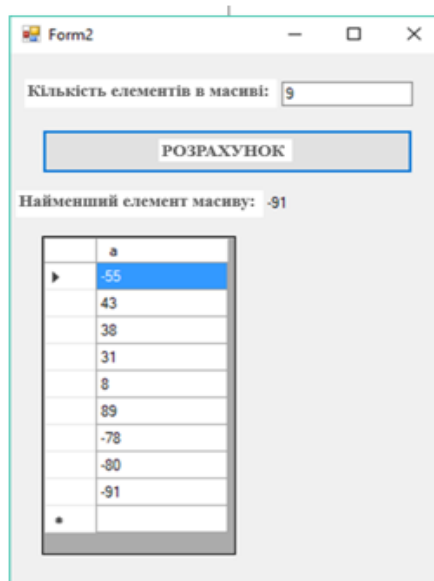 Form2
Кількість елементів в масиві: 9
РОЗРАХУНОК
Найменший елемент масиву: -91
a
-55
43
38
31
8
89
-78
-80
-91